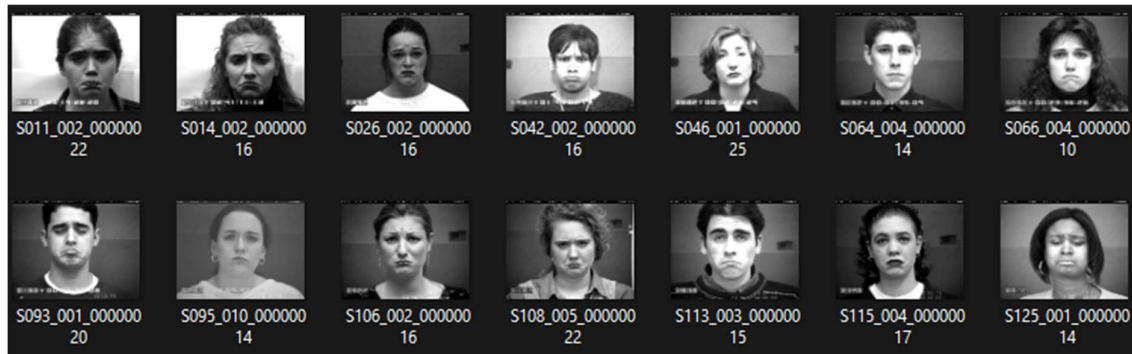 S011_002_000000
22
S014_002_000000
16
S026_002_000000
16
S042_002_000000
16
S046_001_000000
25
S064_004_000000
14
S066_004_000000
10
S093_001_000000
20
S095_010_000000
14
S106_002_000000
16
S108_005_000000
22
S113_003_000000
15
S115_004_000000
17
S125_001_000000
14